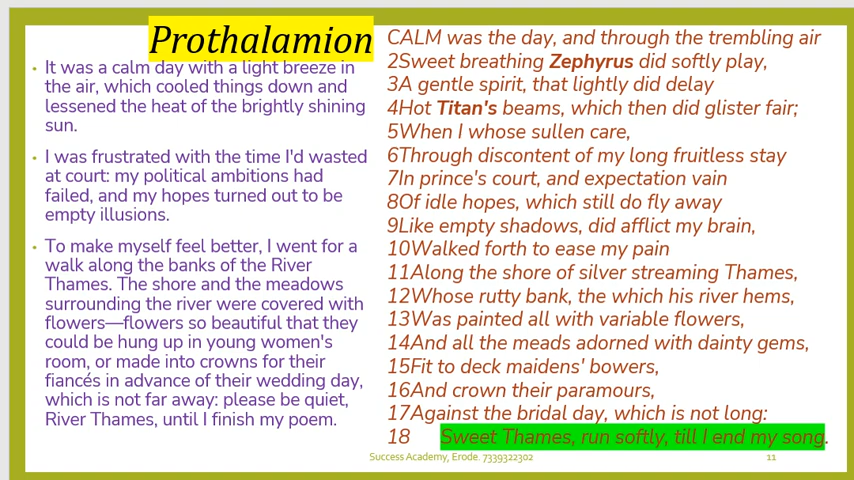 Prothalamion
• It was a calm day with a light breeze in
the air, which cooled things down and
lessened the heat of the brightly shining
sun.
• I was frustrated with the time I'd wasted
at court: my political ambitions had
failed, and my hopes turned out to be
empty illusions.
• To make myself feel better, I went for a
walk along the banks of the River
Thames. The shore and the meadows
surrounding the river were covered with
flowers—flowers so beautiful that they
could be hung up in young women's
room, or made into crowns for their
fiancés in advance of their wedding day,
which is not far away: please be quiet,
River Thames, until I finish my poem.
CALM was the day, and through the trembling air
2Sweet breathing Zephyrus did softly play,
3A gentle spirit, that lightly did delay
4Hot Titan's beams, which then did glister fair;
5When I whose sullen care,
6Through discontent of my long fruitless stay
7In prince's court, and expectation vain
8Of idle hopes, which still do fly away
9Like empty shadows, did afflict my brain,
10Walked forth to ease my pain
11Along the shore of silver streaming Thames,
12Whose rutty bank, the which his river hems,
13Was painted all with variable flowers,
14And all the meads adorned with dainty gems,
15Fit to deck maidens' bowers,
16And crown their paramours,
17Against the bridal day, which is not long:
18 Sweet Thames, run softly, till I end my song.
Success Academy, Erode. 7339322302
11